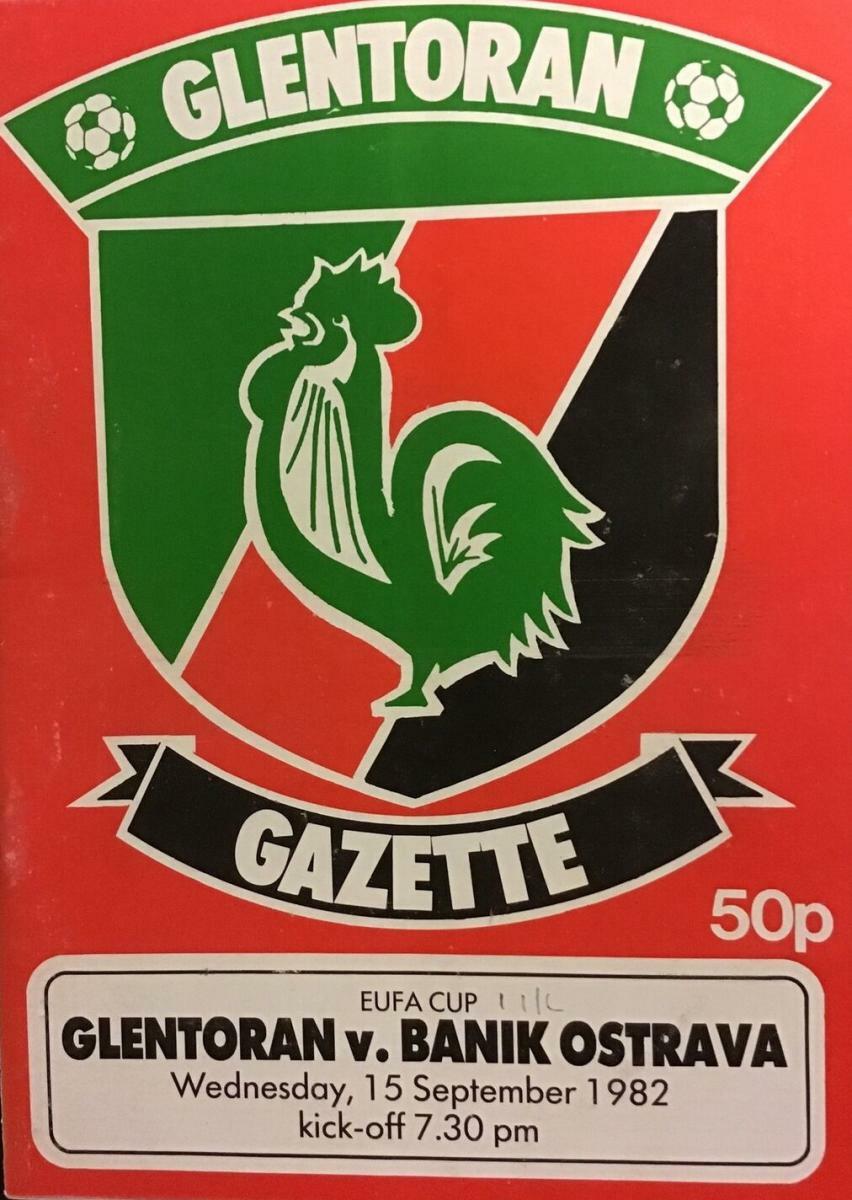 GLENTORAN
GAZETTE
50p
EUFA CUP
GLENTORAN v. BANIK OSTRAVA
Wednesday, 15 September 1982
kick-off 7.30 pm